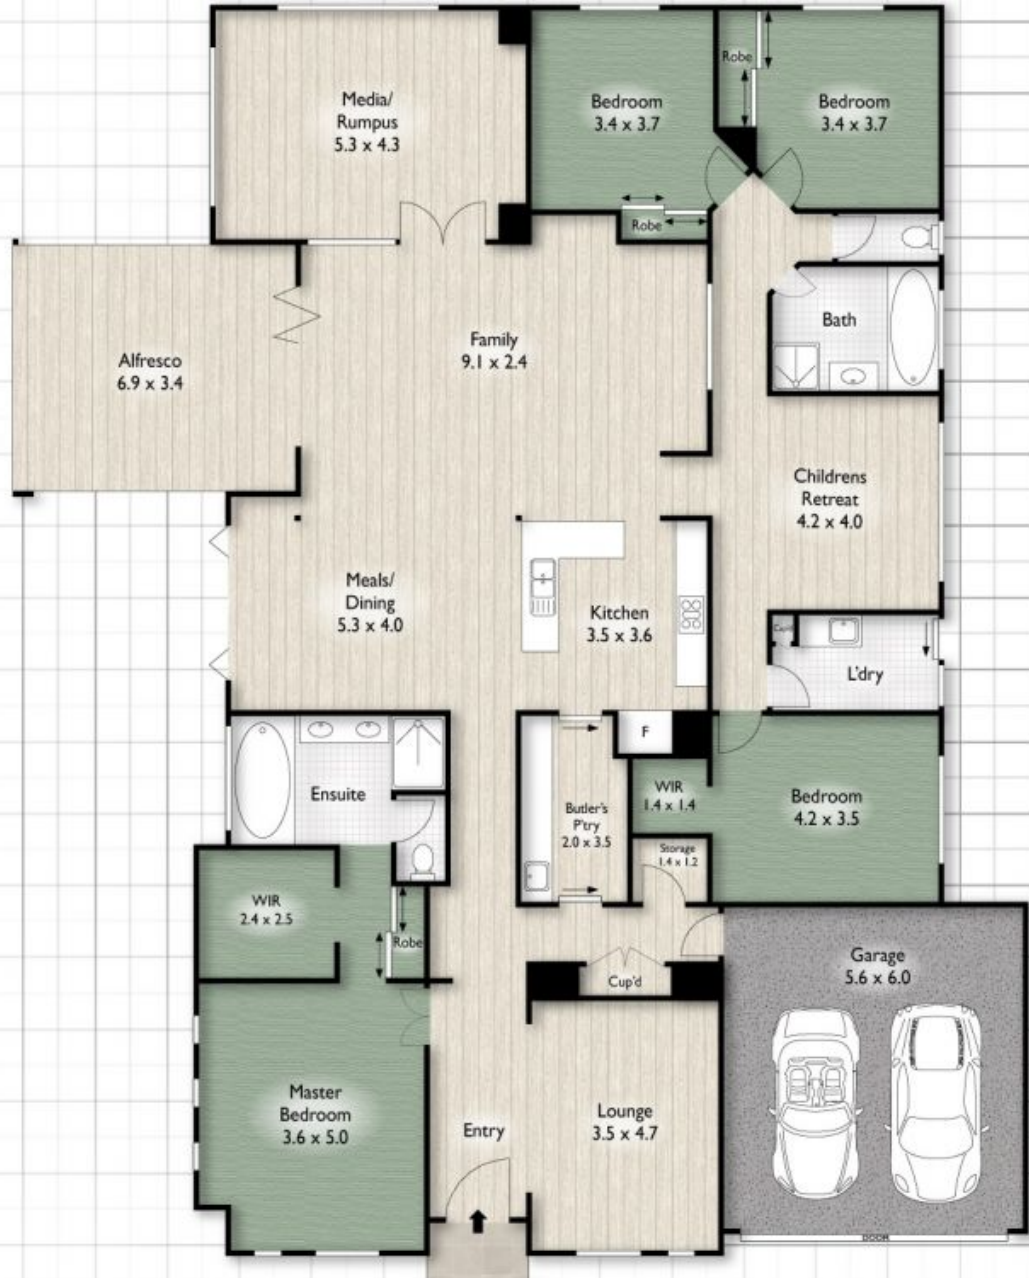 Media/
Rumpus
5.3 x 4.3
Bedroom
3.4 x 3.7
Robe
Bedroom
3.4 x 3.7
Robe
Alfresco
6.9 x 3.4
Family
9.1 x 2.4
Bath
Childrens
Retreat
4.2 x 4.0
Meals/
Dining
5.3 x 4.0
Kitchen
3.5 x 3.6
Cup'd
L'dry
F
Ensuite
Butler's
P'try
2.0 x 3.5
WIR
1.4 x 1.4
Bedroom
4.2 x 3.5
Storage
1.4 x 1.2
WIR
2.4 x 2.5
Robe
Cup'd
Garage
5.6 x 6.0
Master
Bedroom
3.6 x 5.0
Entry
Lounge
3.5 x 4.7
DOOR